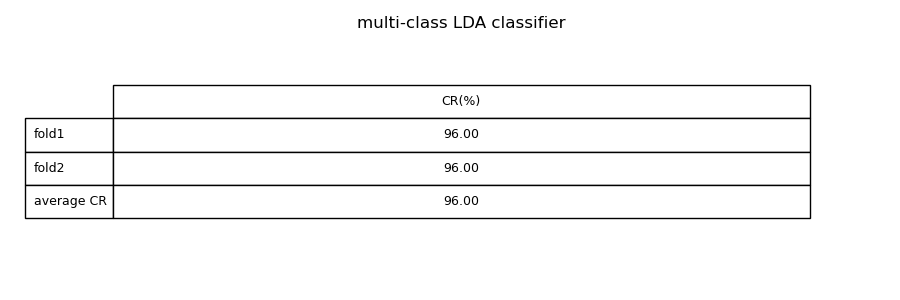 multi-class LDA classifier
CR(%)
fold1 96.00
fold2 96.00
average CR 96.00